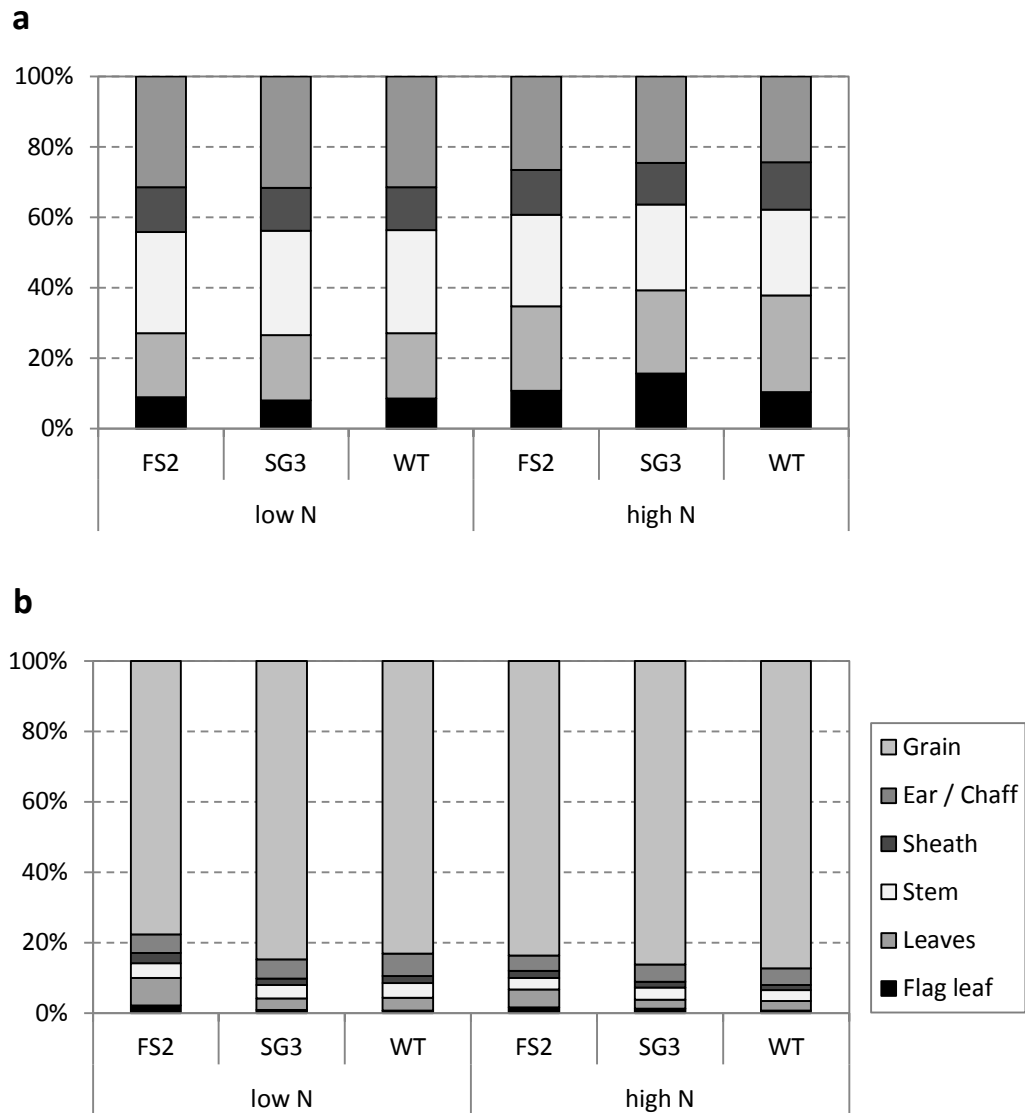 a
100%
80%
60%
40%
20%
0%
FS2 SG3 WT FS2 SG3 WT
low N high N
b
100%
80%
60%
40%
20%
0%
Grain
Ear / Chaff
Sheath
Stem
Leaves
Flag leaf
FS2 SG3 WT FS2 SG3 WT
low N high N